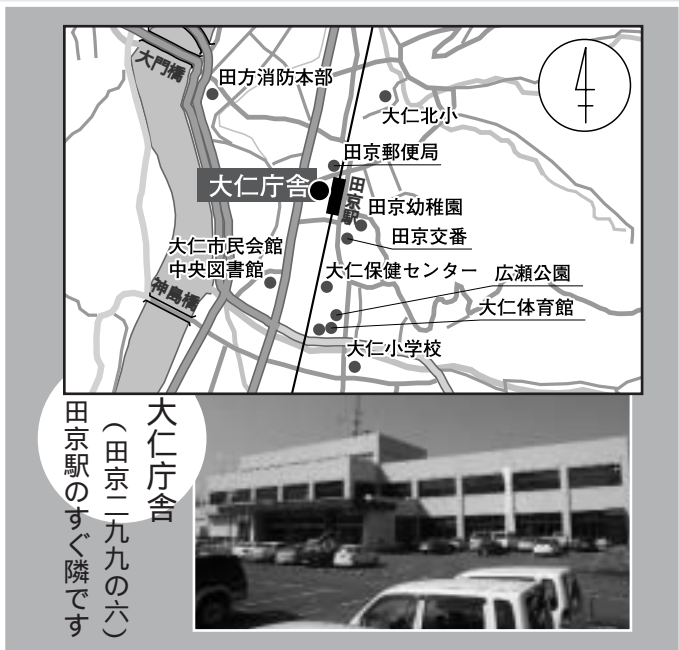 大門橋
田方消防本部
大仁北小
田京郵便局
大仁庁舎
田京駅
田京幼稚園
田京交番
大仁市民会館
中央図書館
大仁保健センター
広瀬公園
神島橋
大仁体育館
大仁小学校
大仁庁舎
（田京二九九の六）
田京駅のすぐ隣です